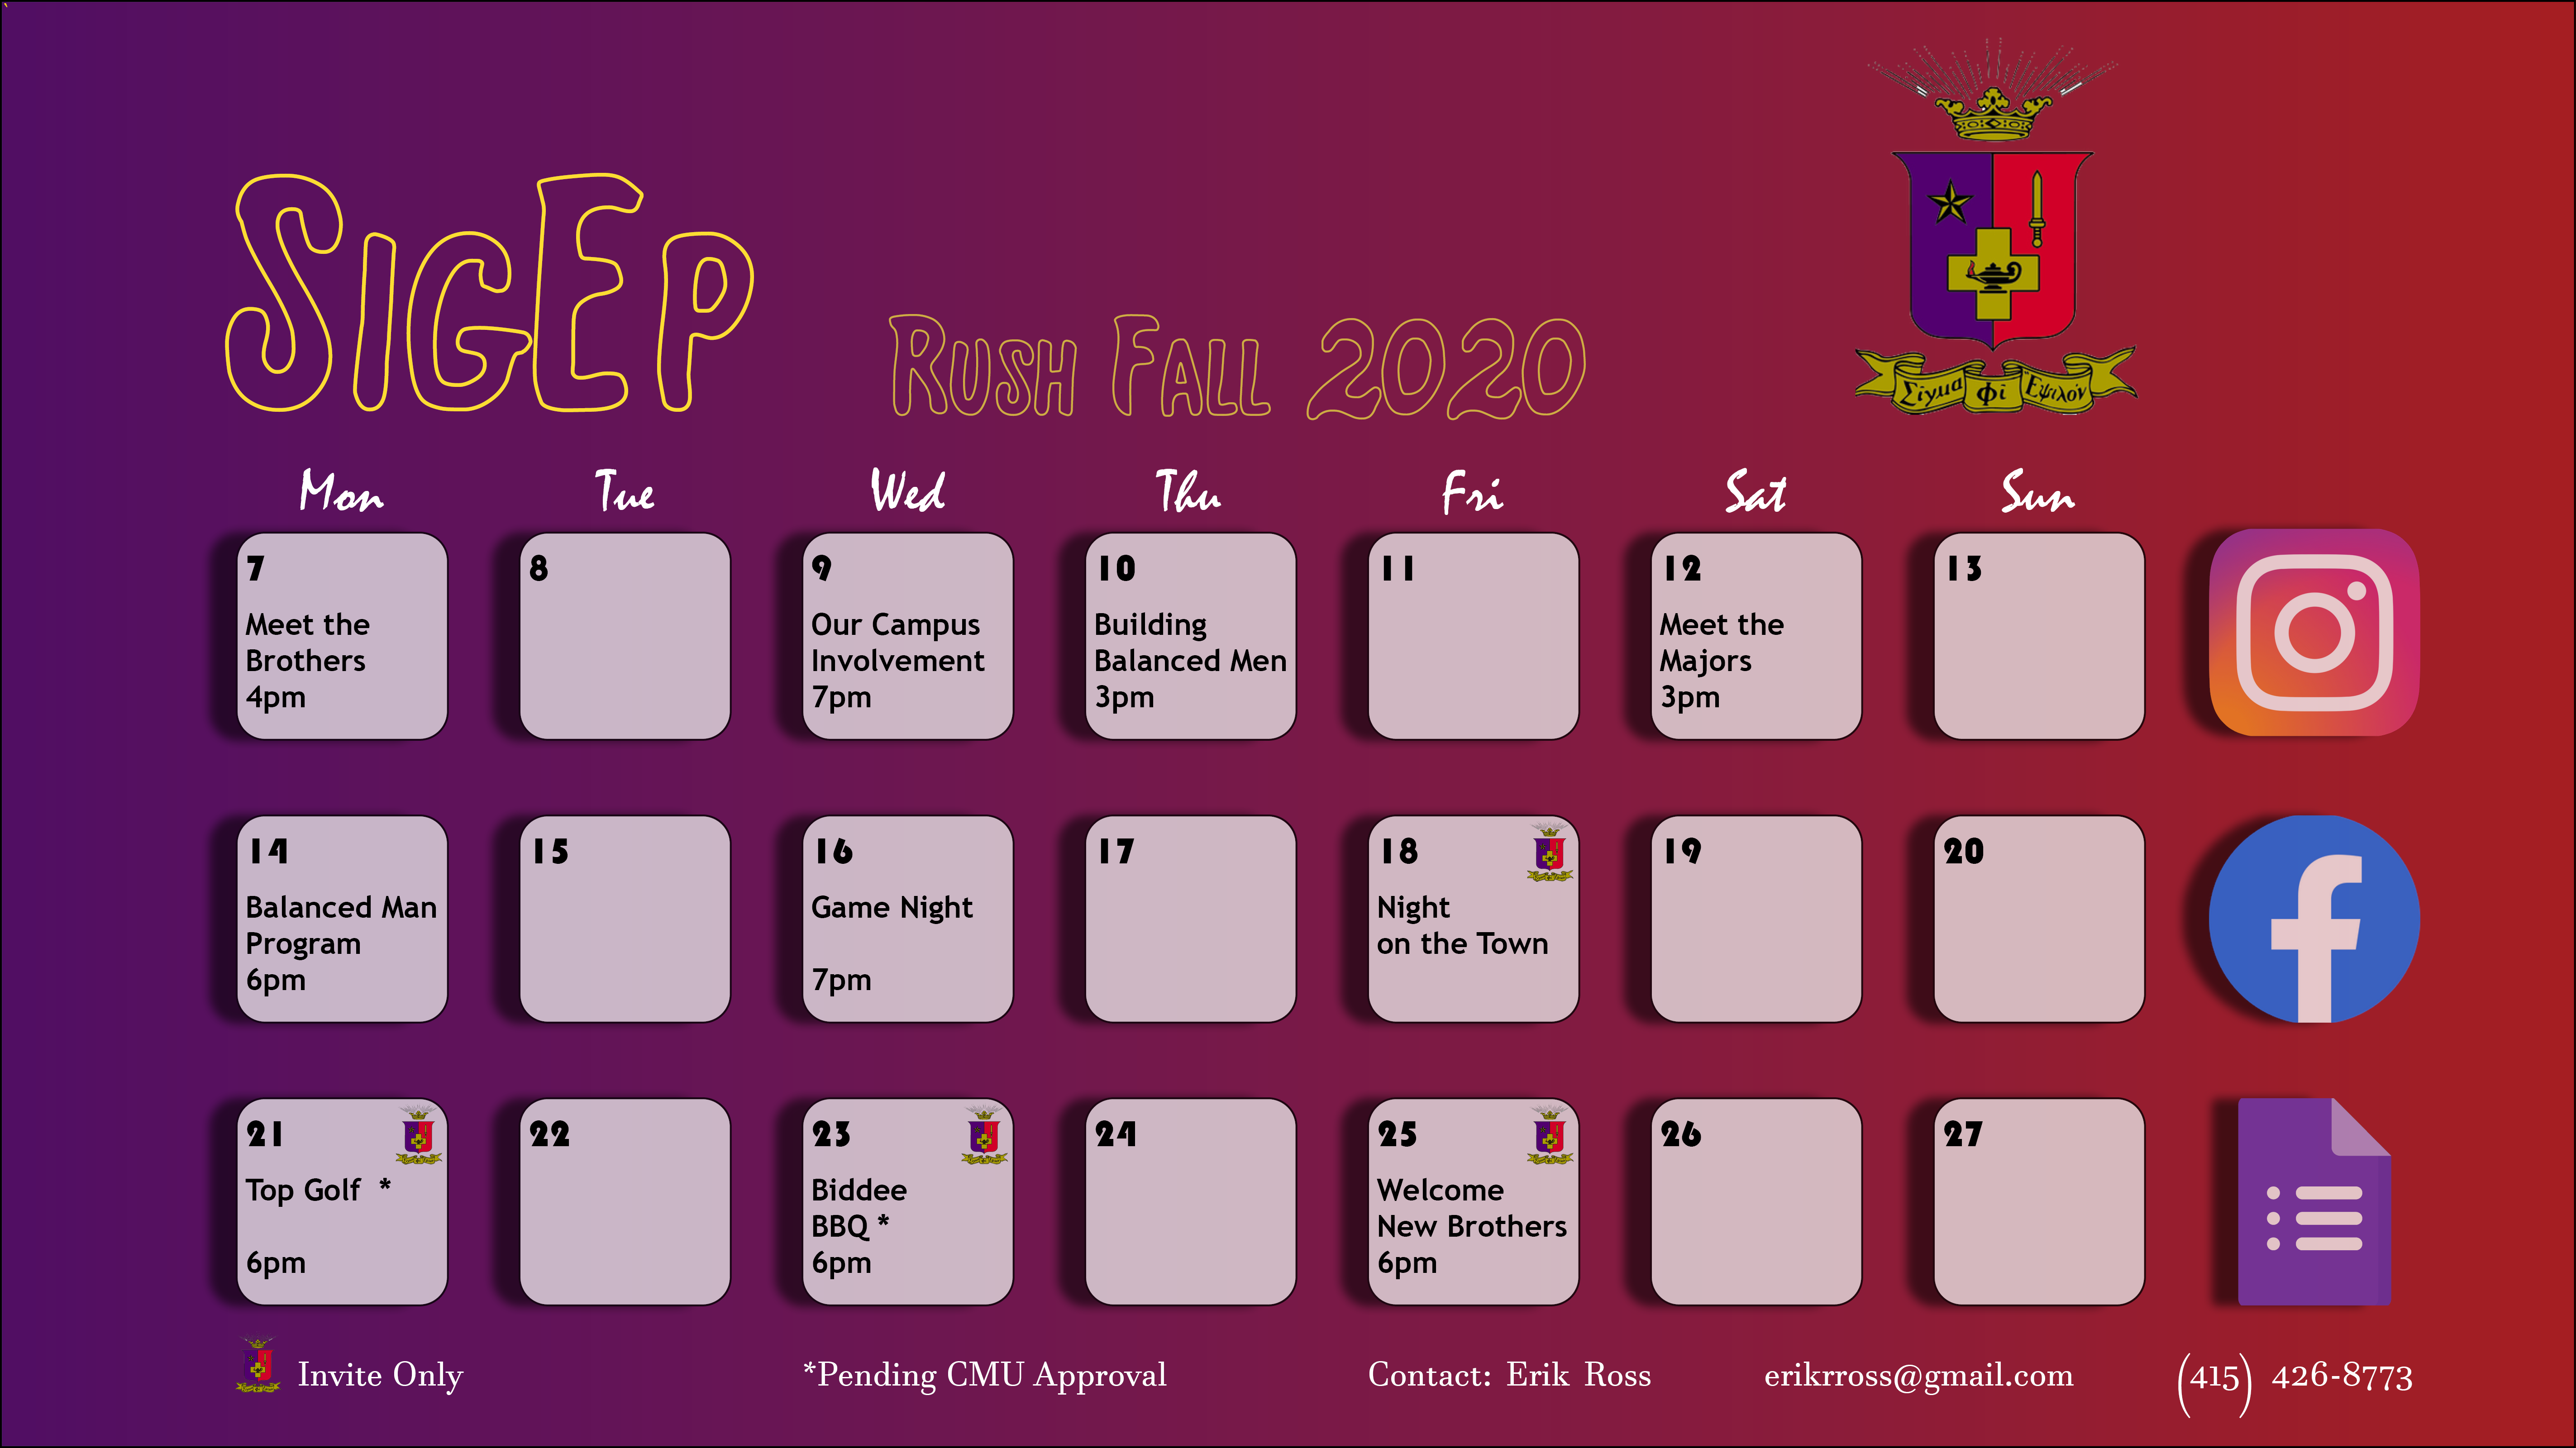 SigEp
Rush Fall 2020
Σίγμα Φί Έψιλόν
Mon Tue Wed Thu Fri Sat Sun
7
Meet the
Brothers
4pm
8
9
Our Campus
Involvement
7pm
10
Building
Balanced Men
3pm
11
12
Meet the
Majors
3pm
13
14
Balanced Man
Program
6pm
15
16
Game Night
7pm
17
18
Night
on the Town
19
20
21
Top Golf *
6pm
22
23
Biddee
BBQ *
6pm
24
25
Welcome
New Brothers
6pm
26
27
Invite Only
*Pending CMU Approval
Contact: Erik Ross
erikrross@gmail.com
(415) 426-8773